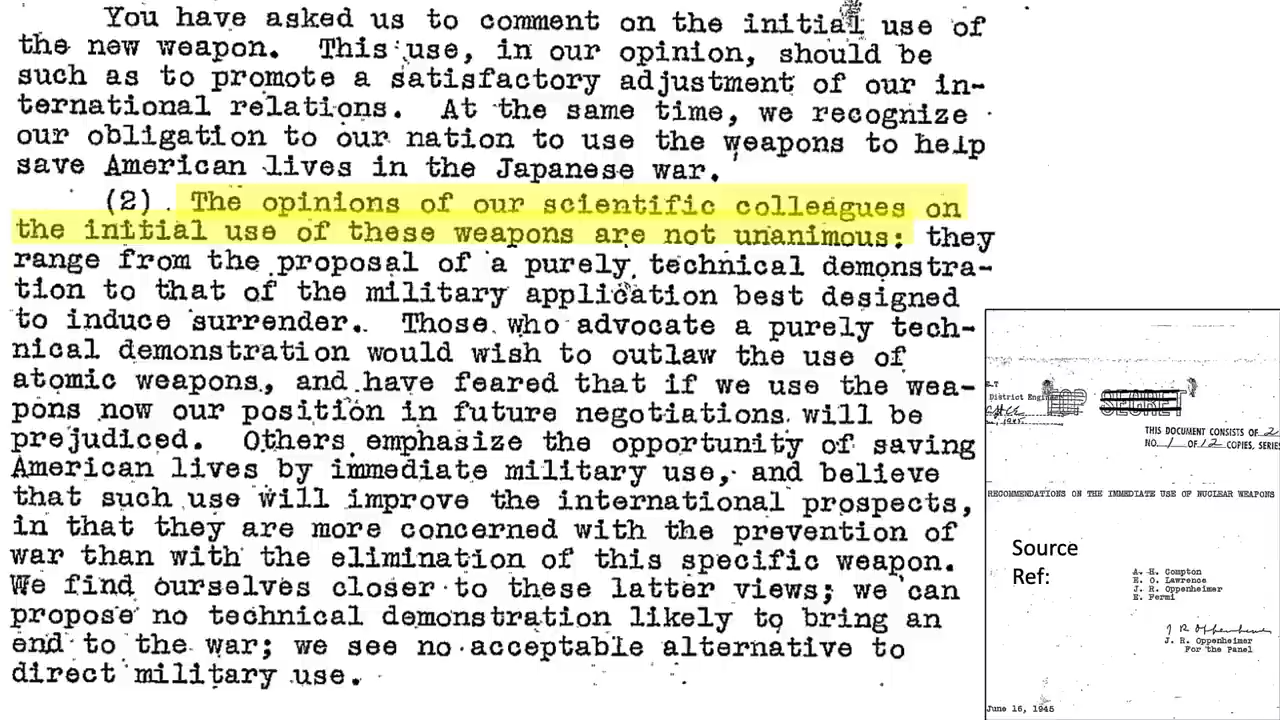 You have asked us to comment on the initial use of
the new weapon. This use, in our opinion, should be
such as to promote a satisfactory adjustment of our in-
ternational relations. At the same time, we recognize
our obligation to our nation to use the weapons to help
save American lives in the Japanese war.
(2) The opinions of our scientific colleagues on
the initial use of these weapons are not unanimous: they
range from the proposal of a purely technical demonstra-
tion to that of the military application best designed
to induce surrender. Those who advocate a purely tech-
nical demonstration would wish to outlaw the use of
atomic weapons, and have feared that if we use the wea-
pons now our position in future negotiations will be
prejudiced. Others emphasize the opportunity of saving
American lives by immediate military use, and believe
that such use will improve the international prospects,
in that they are more concerned with the prevention of
war than with the elimination of this specific weapon.
We find ourselves closer to these latter views; we can
propose no technical demonstration likely to bring an
end to the war; we see no acceptable alternative to
direct military use.
District Engine
SECRET
THIS DOCUMENT CONSISTS OF 2
NO. 1 OF 12 COPIES, SERIE
RECOMMENDATIONS ON THE IMMEDIATE USE OF NUCLEAR WEAPONS
Source
Ref:
A. H. Compton
E. O. Lawrence
J. R. Oppenheimer
E. Fermi
J R Oppenheimer
J. R. Oppenheimer
For the Panel
June 16, 1945